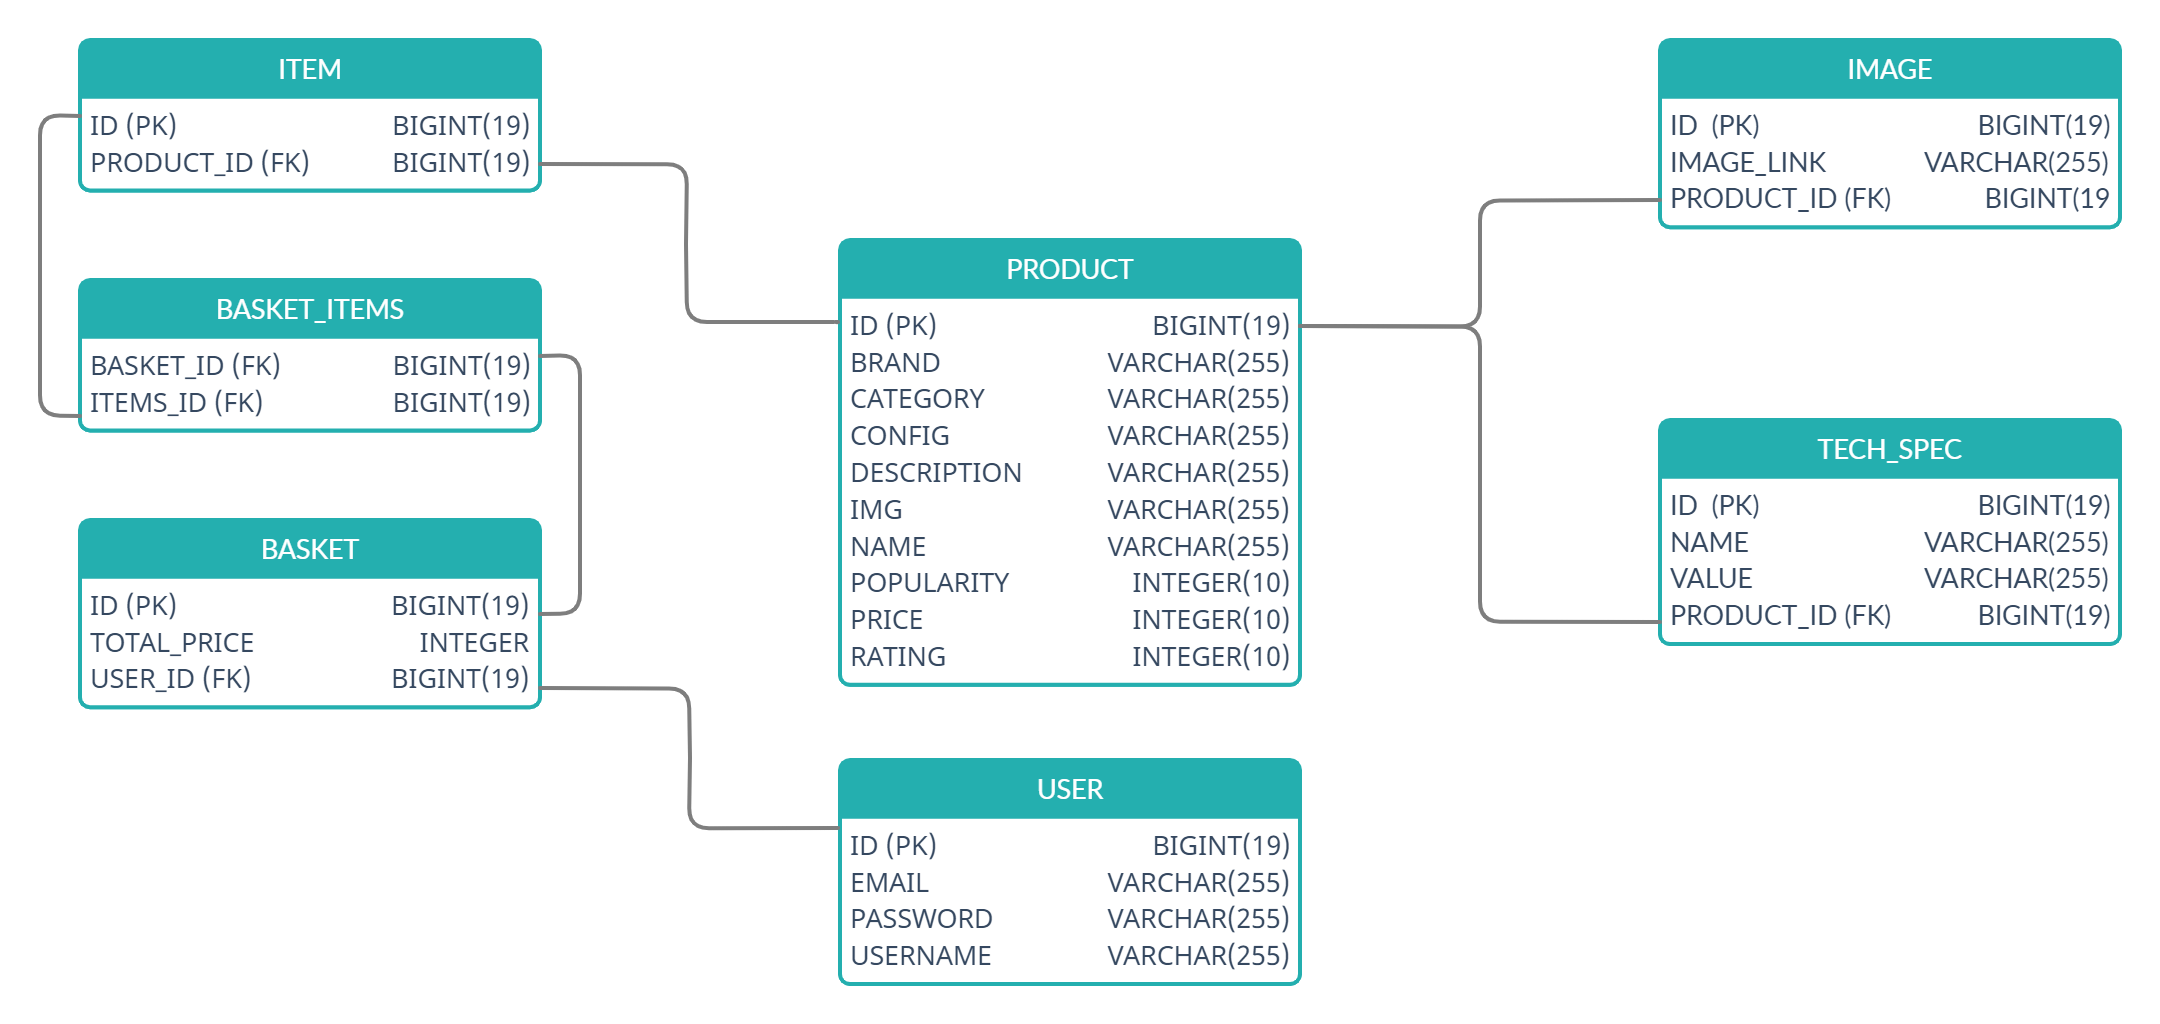 ITEM
ID (PK) BIGINT(19)
PRODUCT_ID (FK) BIGINT(19)
BASKET_ITEMS
BASKET_ID (FK) BIGINT(19)
ITEMS_ID (FK) BIGINT(19)
BASKET
ID (PK) BIGINT(19)
TOTAL_PRICE INTEGER
USER_ID (FK) BIGINT(19)
PRODUCT
ID (PK) BIGINT(19)
BRAND VARCHAR(255)
CATEGORY VARCHAR(255)
CONFIG VARCHAR(255)
DESCRIPTION VARCHAR(255)
IMG VARCHAR(255)
NAME VARCHAR(255)
POPULARITY INTEGER(10)
PRICE INTEGER(10)
RATING INTEGER(10)
USER
ID (PK) BIGINT(19)
EMAIL VARCHAR(255)
PASSWORD VARCHAR(255)
USERNAME VARCHAR(255)
IMAGE
ID (PK) BIGINT(19)
IMAGE_LINK VARCHAR(255)
PRODUCT_ID (FK) BIGINT(19
TECH_SPEC
ID (PK) BIGINT(19)
NAME VARCHAR(255)
VALUE VARCHAR(255)
PRODUCT_ID (FK) BIGINT(19)